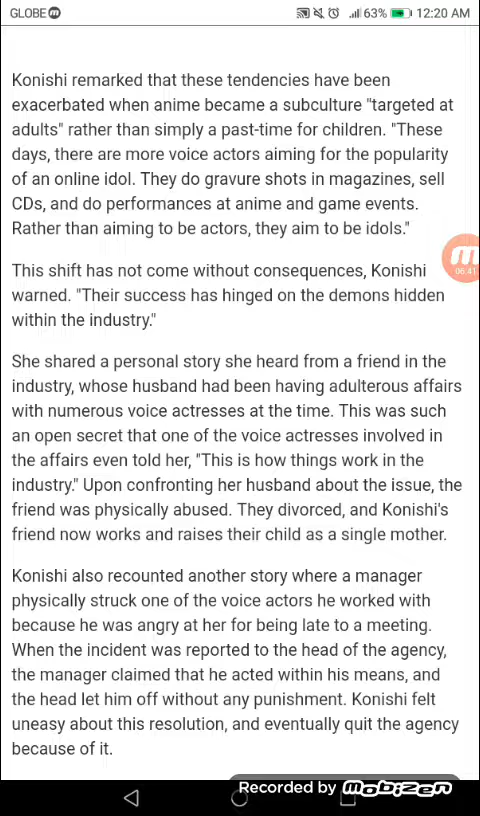 GLOBE 63% 12:20 AM
Konishi remarked that these tendencies have been
exacerbated when anime became a subculture "targeted at
adults" rather than simply a past-time for children. "These
days, there are more voice actors aiming for the popularity
of an online idol. They do gravure shots in magazines, sell
CDs, and do performances at anime and game events.
Rather than aiming to be actors, they aim to be idols."
06:41
This shift has not come without consequences, Konishi
warned. "Their success has hinged on the demons hidden
within the industry."
She shared a personal story she heard from a friend in the
industry, whose husband had been having adulterous affairs
with numerous voice actresses at the time. This was such
an open secret that one of the voice actresses involved in
the affairs even told her, "This is how things work in the
industry." Upon confronting her husband about the issue, the
friend was physically abused. They divorced, and Konishi's
friend now works and raises their child as a single mother.
Konishi also recounted another story where a manager
physically struck one of the voice actors he worked with
because he was angry at her for being late to a meeting.
When the incident was reported to the head of the agency,
the manager claimed that he acted within his means, and
the head let him off without any punishment. Konishi felt
uneasy about this resolution, and eventually quit the agency
because of it.
Recorded by mobizen